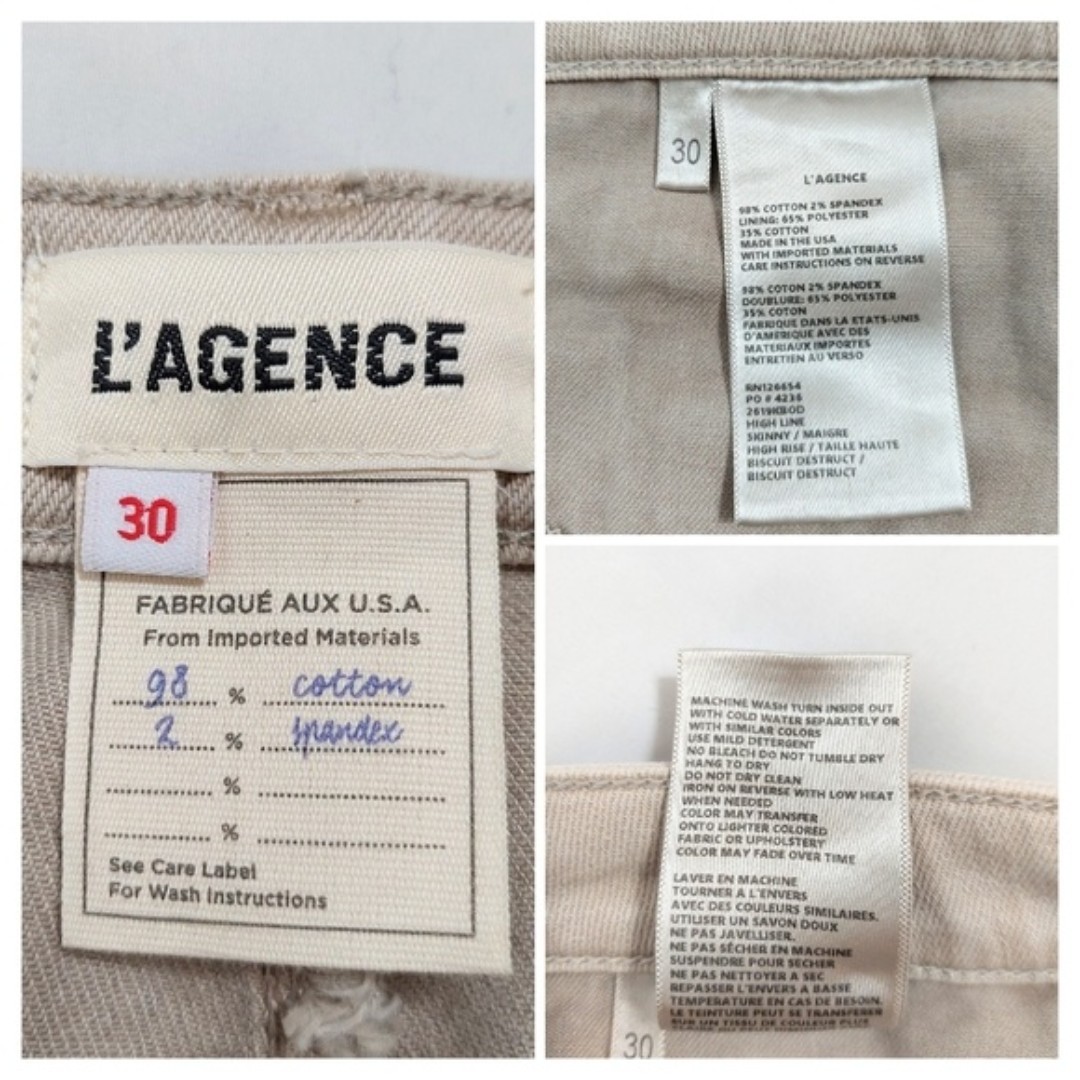 L'AGENCE
30
FABRIQUÉ AUX U.S.A.
From Imported Materials
98 % cotton
2 % spandex
%
%
See Care Label
For Wash Instructions
30
L'AGENCE
98% COTTON 2% SPANDEX
LINING: 65% POLYESTER
35% COTTON
MADE IN THE USA
WITH IMPORTED MATERIALS
CARE INSTRUCTIONS ON REVERSE
98% COTON 2% SPANDEX
DOUBLURE: 65% POLYESTER
35% COTON
FABRIQUE DANS LA ETATS-UNIS
D'AMERIQUE AVEC DES
MATERIAUX IMPORTES
ENTRETIEN AU VERSO
RN126654
PO # 4236
2619KBOD
HIGH LINE
SKINNY / MAIGRE
HIGH RISE / TAILLE HAUTE
BISCUIT DESTRUCT /
BISCUIT DESTRUCT
MACHINE WASH TURN INSIDE OUT
WITH COLD WATER SEPARATELY OR
WITH SIMILAR COLORS
USE MILD DETERGENT
NO BLEACH DO NOT TUMBLE DRY
HANG TO DRY
DO NOT DRY CLEAN
IRON ON REVERSE WITH LOW HEAT
WHEN NEEDED
COLOR MAY TRANSFER
ONTO LIGHTER COLORED
FABRIC OR UPHOLSTERY
COLOR MAY FADE OVER TIME
LAVER EN MACHINE
TOURNER A L'ENVERS
AVEC DES COULEURS SIMILAIRES.
UTILISER UN SAVON DOUX
NE PAS JAVELLISER.
NE PAS SÉCHER EN MACHINE
SUSPENDRE POUR SECHER
NE PAS NETTOYER A SEC
REPASSER L'ENVERS A BASSE
TEMPERATURE EN CAS DE BESOIN.
LE TEINTURE PEUT SE TRANSFERER
SUR UN TISSU DE COULEUR PLUS
30